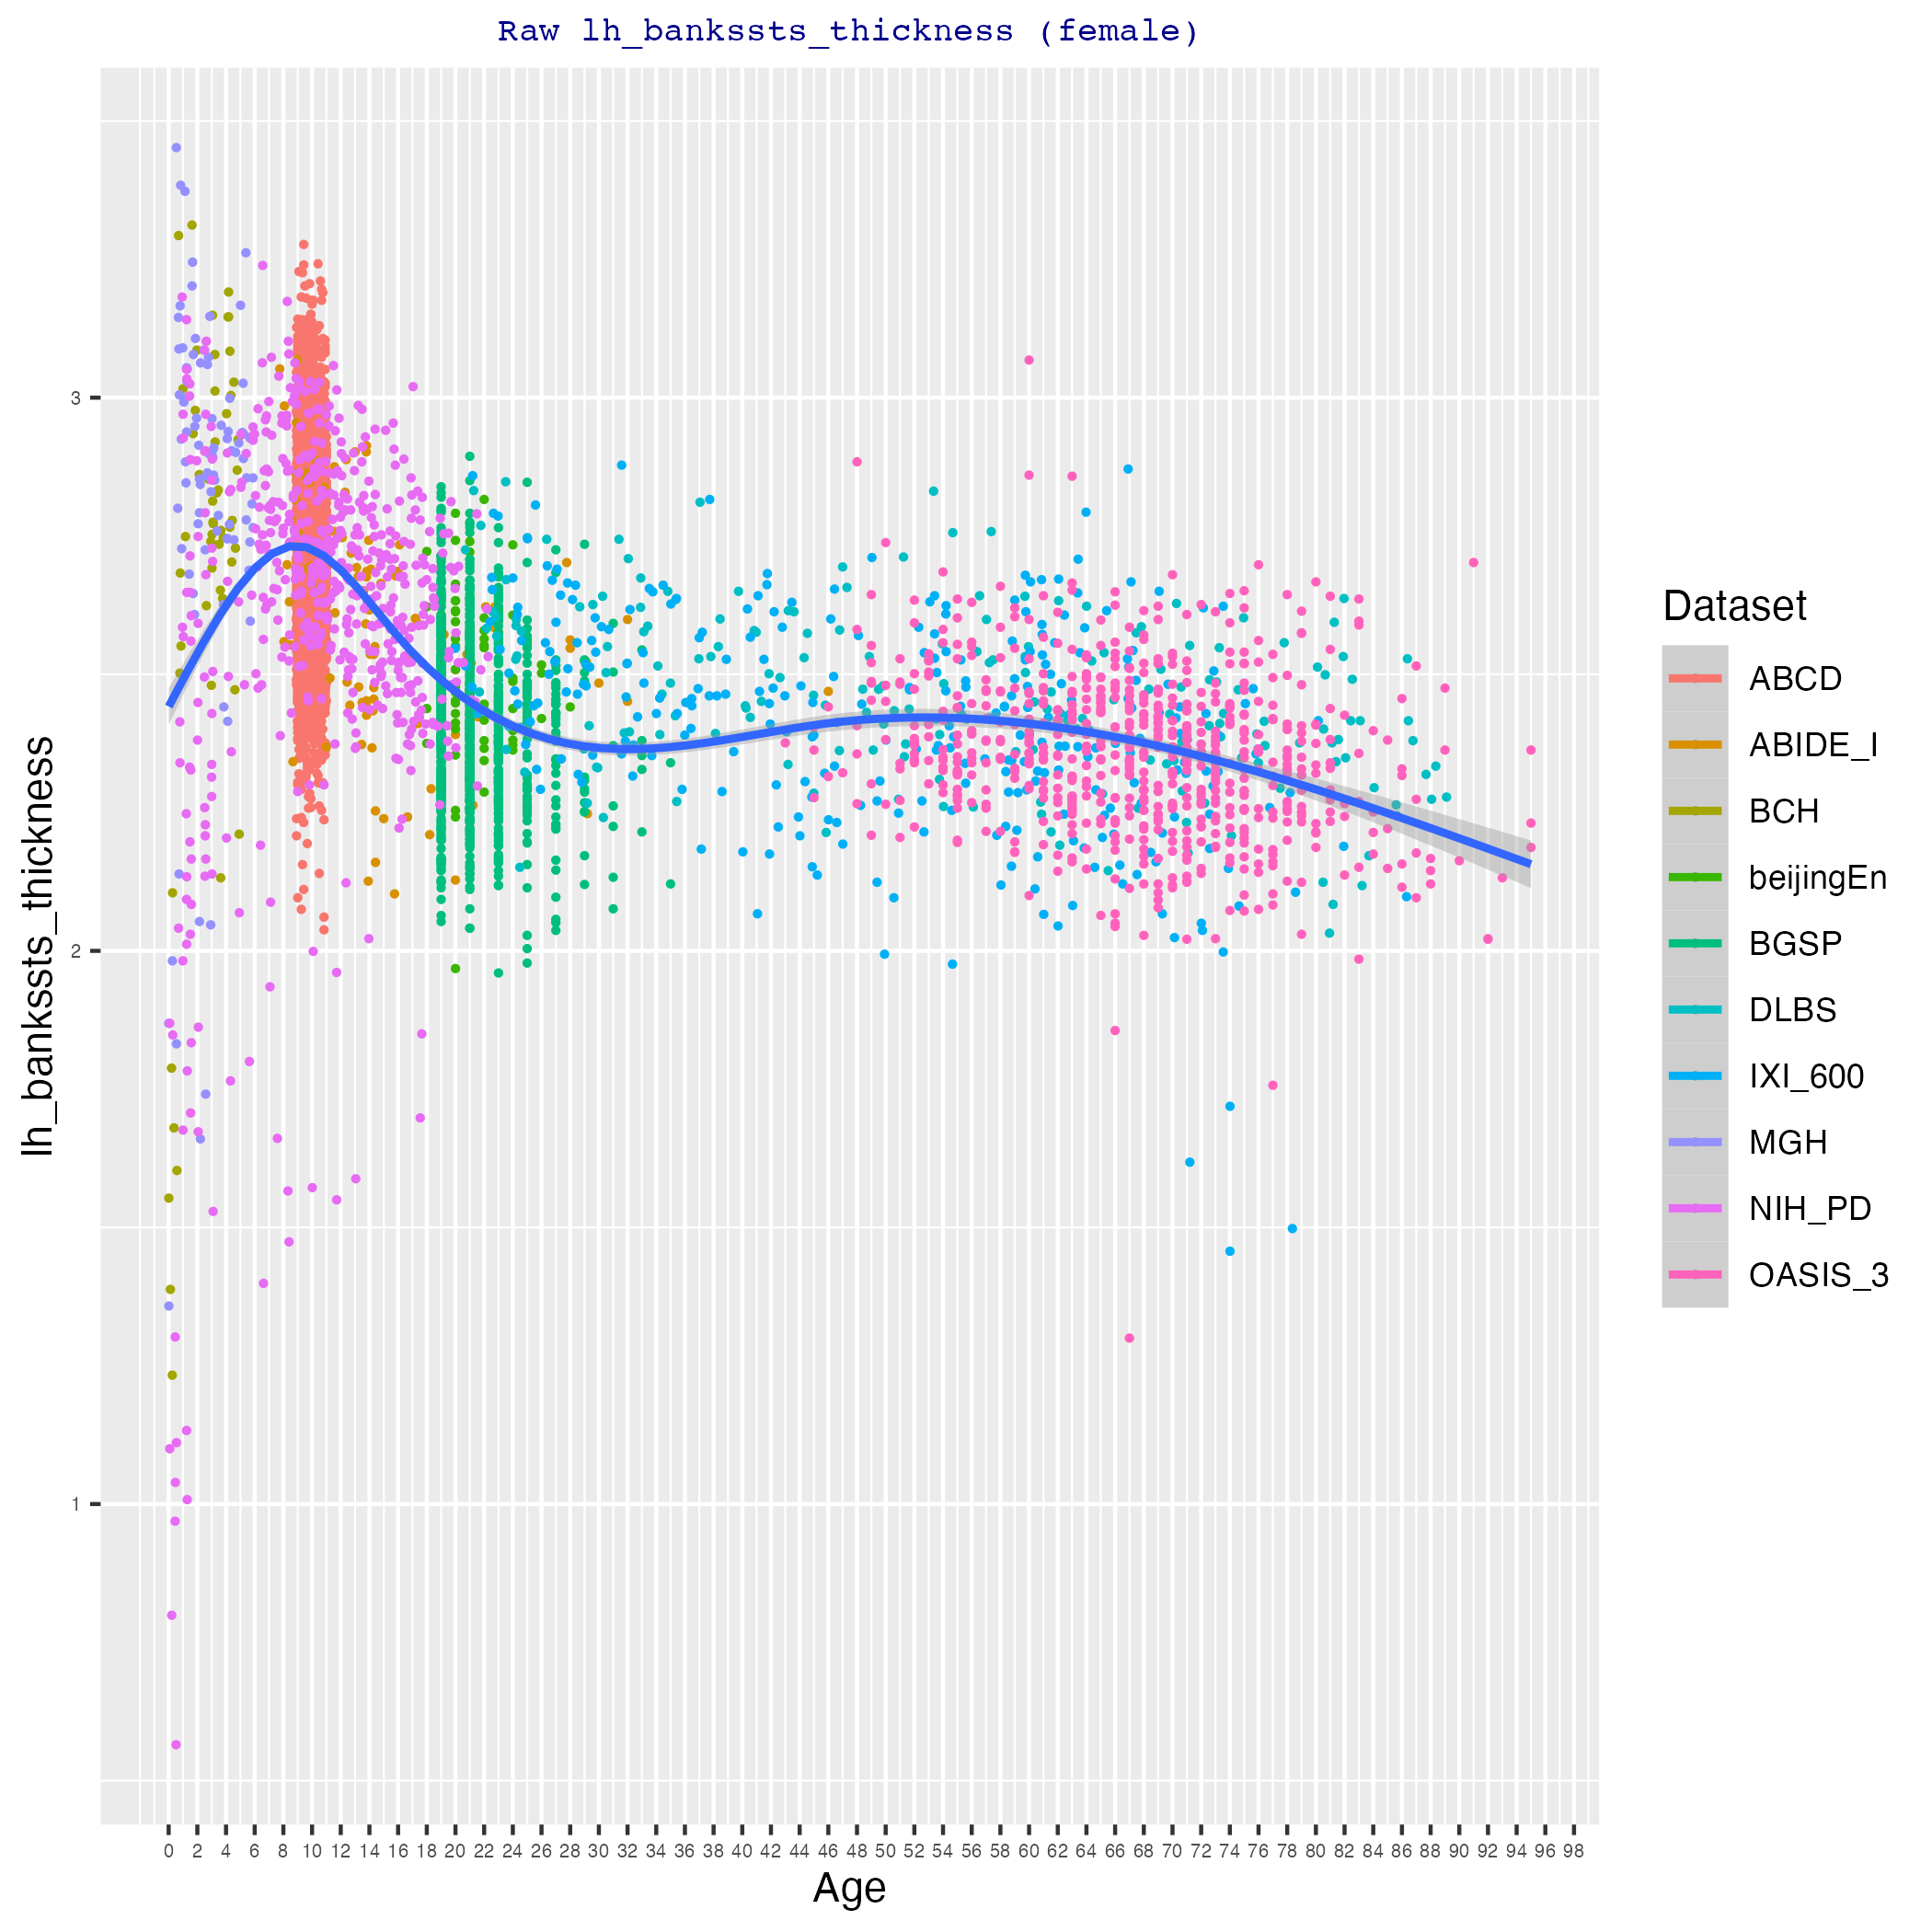 Raw lh_bankssts_thickness (female)
lh_bankssts_thickness
3
2
1
0 2 4 6 8 10 12 14 16 18 20 22 24 26 28 30 32 34 36 38 40 42 44 46 48 50 52 54 56 58 60 62 64 66 68 70 72 74 76 78 80 82 84 86 88 90 92 94 96 98
Age
Dataset
ABCD
ABIDE_I
BCH
beijingEn
BGSP
DLBS
IXI_600
MGH
NIH_PD
OASIS_3